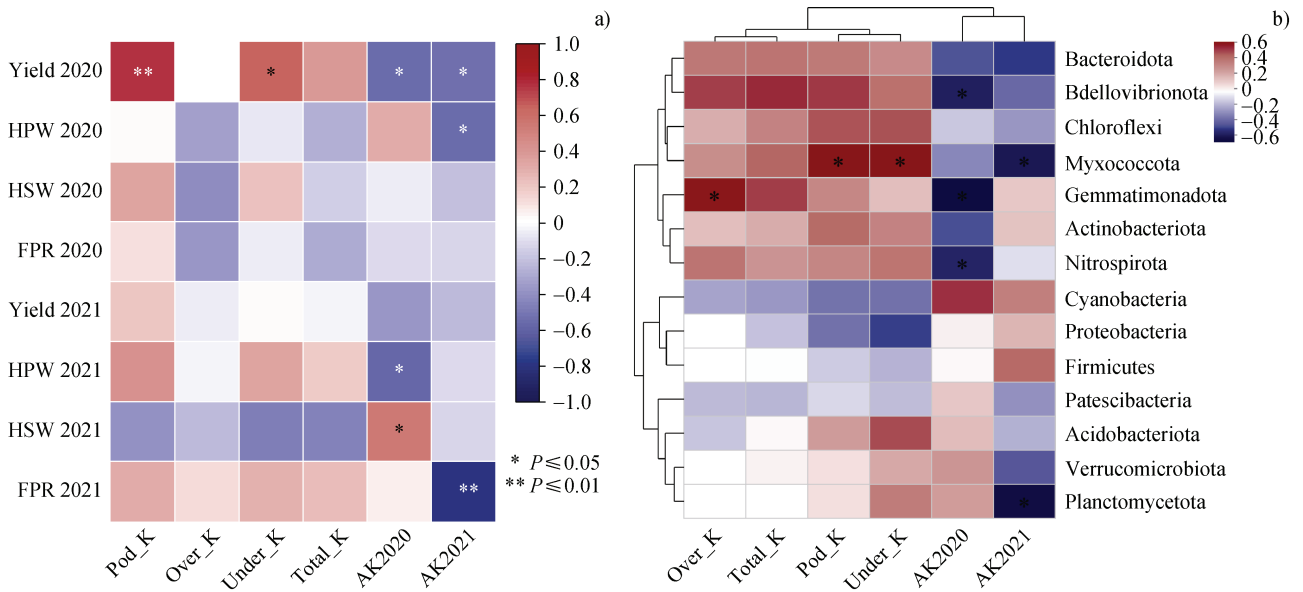 a)
Yield 2020
HPW 2020
HSW 2020
FPR 2020
Yield 2021
HPW 2021
HSW 2021
FPR 2021
** * * *
*
*
*
**
1.0
0.8
0.6
0.4
0.2
0
−0.2
−0.4
−0.6
−0.8
−1.0
* P⩽0.05
** P⩽0.01
Pod_K
Over_K
Under_K
Total_K
AK2020
AK2021
b)
Bacteroidota
Bdellovibrionota
Chloroflexi
Myxococcota
Gemmatimonadota
Actinobacteriota
Nitrospirota
Cyanobacteria
Proteobacteria
Firmicutes
Patescibacteria
Acidobacteriota
Verrucomicrobiota
Planctomycetota
*
* * *
* *
*
*
0.6
0.4
0.2
0
−0.2
−0.4
−0.6
Over_K
Total_K
Pod_K
Under_K
AK2020
AK2021